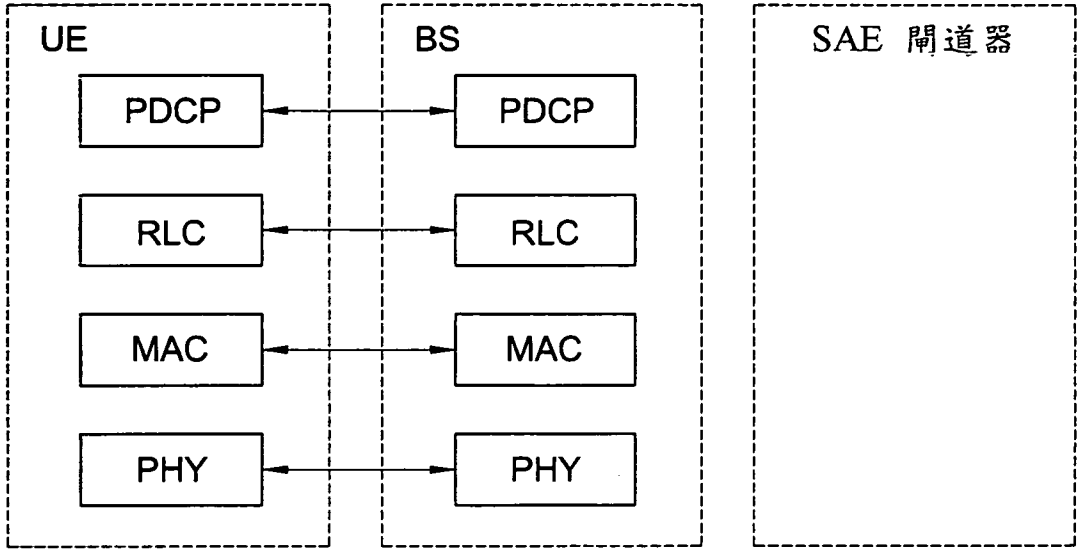 UE
BS
SAE 閘道器
PDCP
PDCP
RLC
RLC
MAC
MAC
PHY
PHY